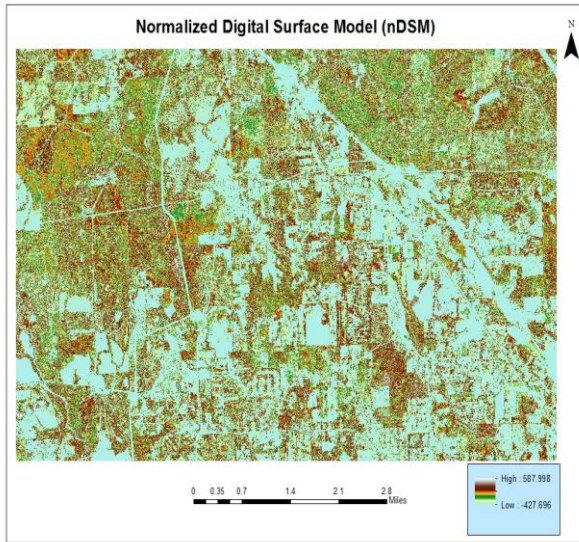 Normalized Digital Surface Model (nDSM)
N
0 0.35 0.7 1.4 2.1 2.8
Miles
High : 587.998
Low : -427.696